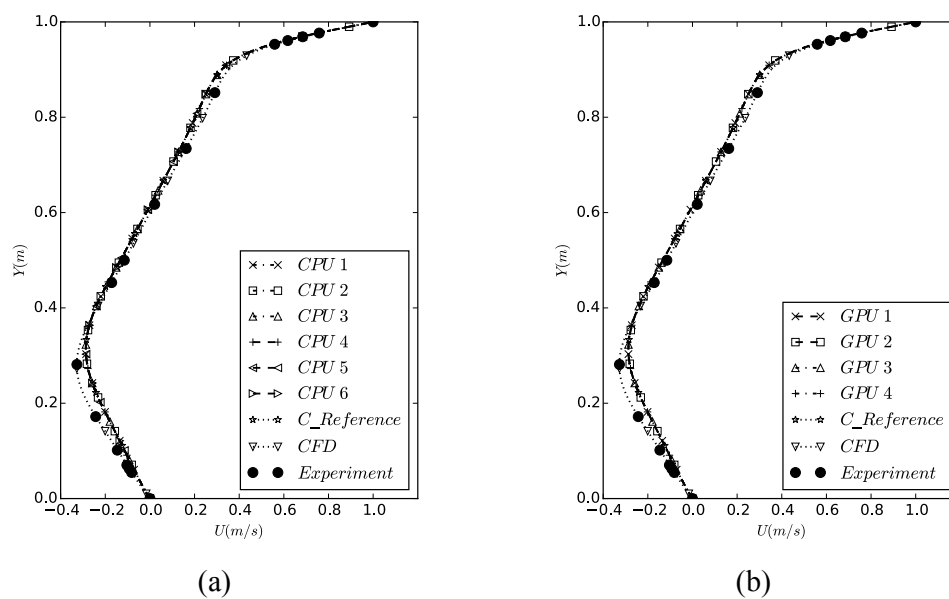 1.0
0.8
0.6
0.4
0.2
0.0
Y(m)
−0.4 −0.2 0.0 0.2 0.4 0.6 0.8 1.0
U(m/s)
CPU 1
CPU 2
CPU 3
CPU 4
CPU 5
CPU 6
C_Reference
CFD
Experiment
(a)
1.0
0.8
0.6
0.4
0.2
0.0
Y(m)
−0.4 −0.2 0.0 0.2 0.4 0.6 0.8 1.0
U(m/s)
GPU 1
GPU 2
GPU 3
GPU 4
C_Reference
CFD
Experiment
(b)